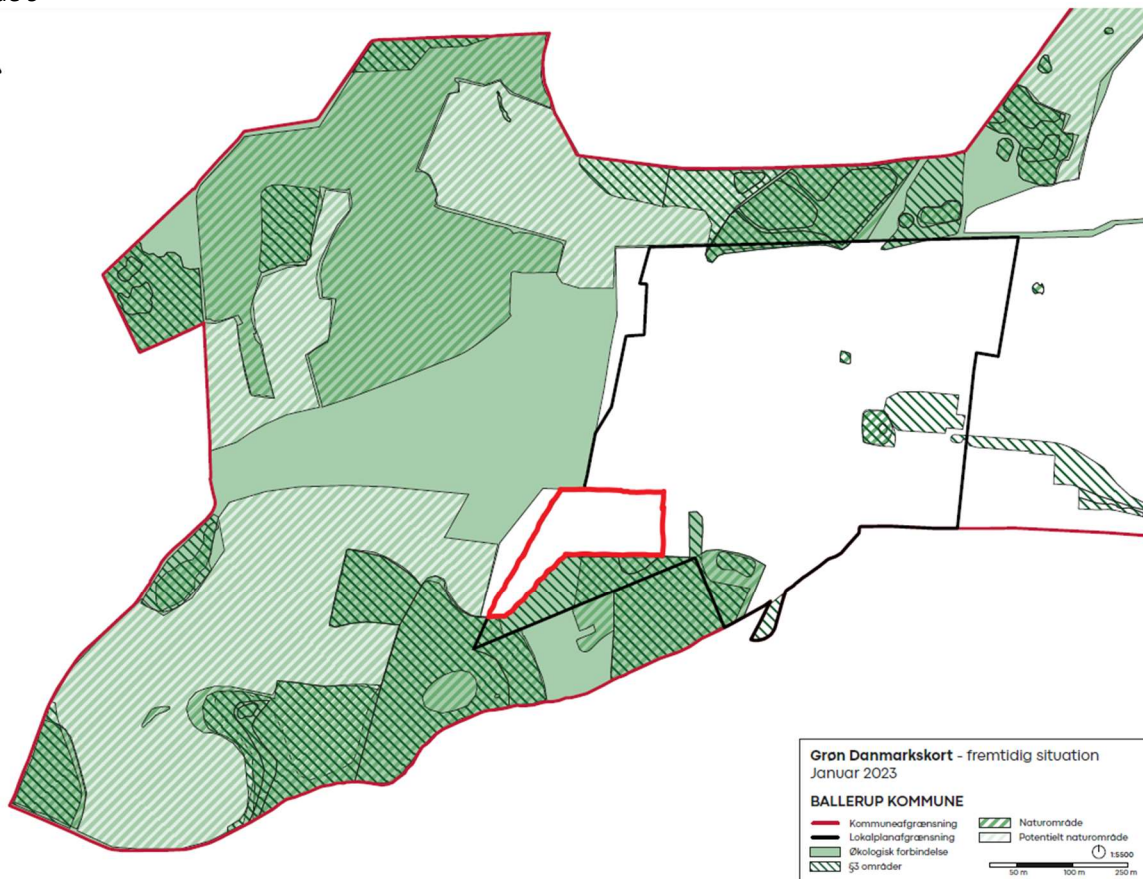 Grøn Danmarkskort - fremtidig situation
Januar 2023
BALLERUP KOMMUNE
Kommuneafgrænsning
Lokalplanafgrænsning
Økologisk forbindelse
§3 områder
Naturområde
Potentielt naturområde
1:5500
50 m 100 m 250 m